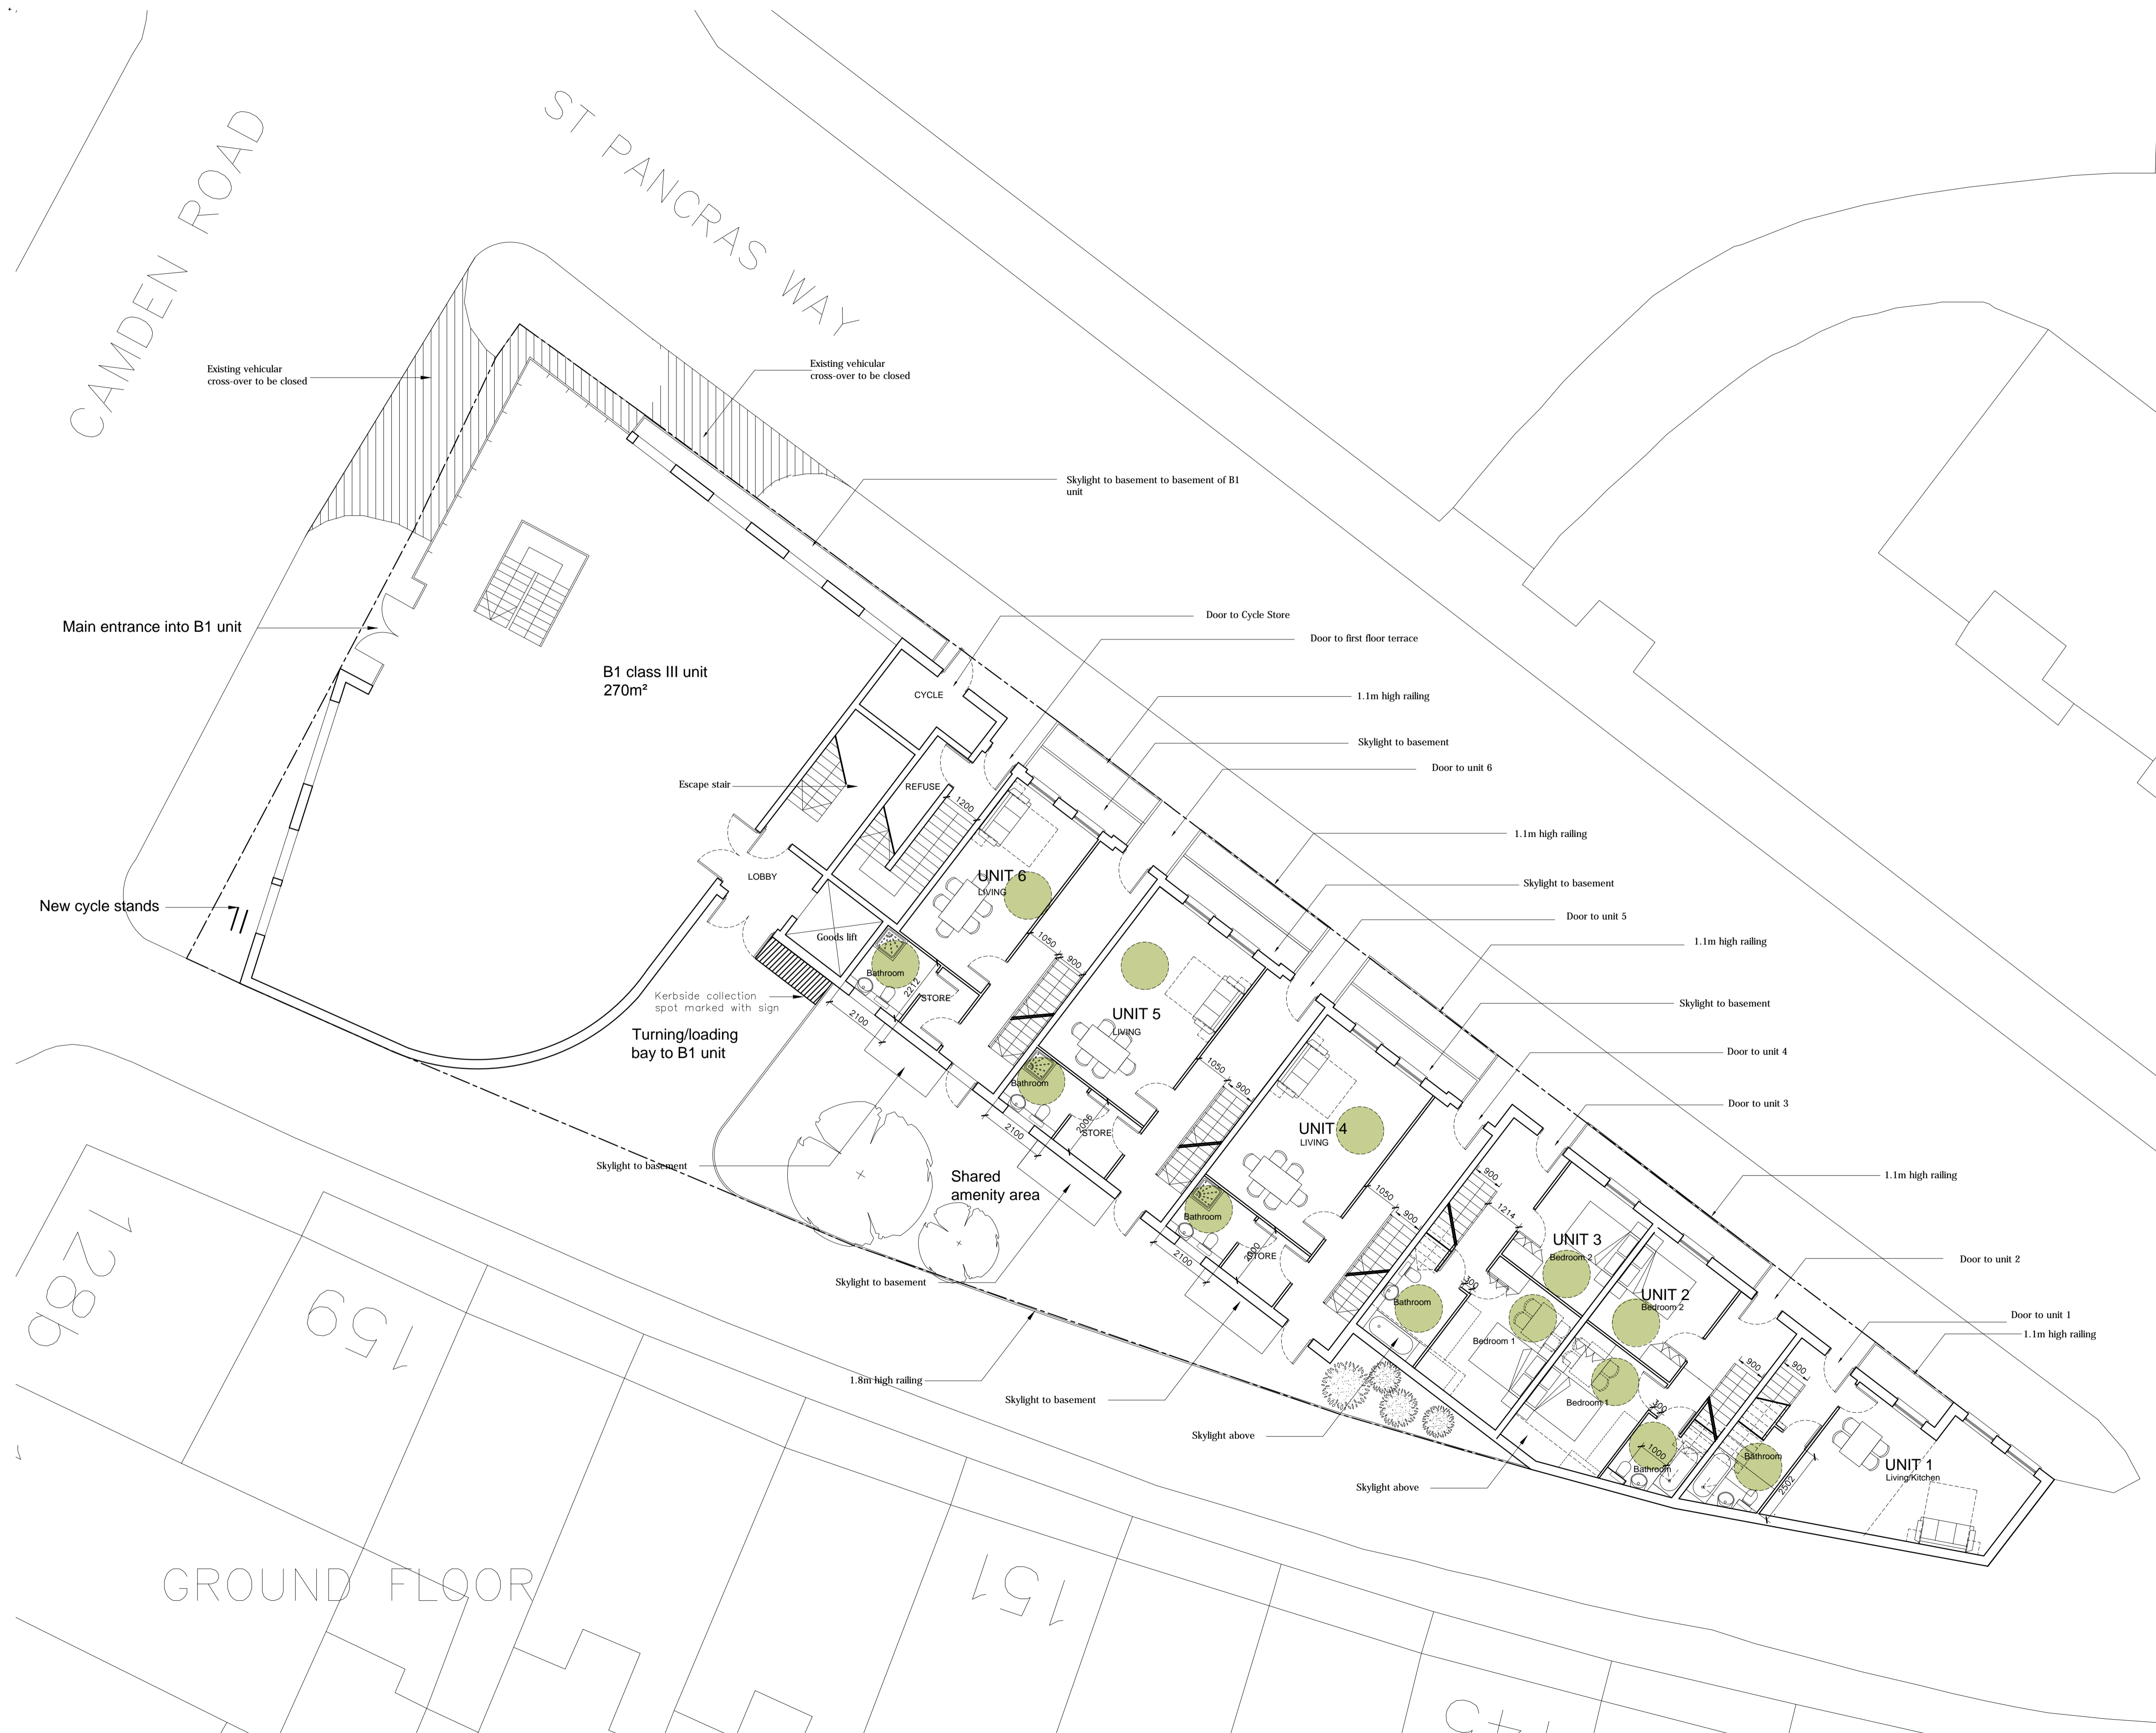 ST PANCRAS WAY
CAMDEN ROAD
Existing vehicular
cross-over to be closed
Existing vehicular
cross-over to be closed
Skylight to basement to basement of B1
unit
Main entrance into B1 unit
B1 class III unit
270m²
Door to Cycle Store
Door to first floor terrace
CYCLE
1.1m high railing
Skylight to basement
Door to unit 6
Escape stair
REFUSE
1200
1.1m high railing
LOBBY
UNIT 6
LIVING
Skylight to basement
New cycle stands
Door to unit 5
Goods lift
1050
900
1.1m high railing
Bathroom
2212
STORE
Kerbside collection
spot marked with sign
2100
Skylight to basement
UNIT 5
LIVING
Turning/loading
bay to B1 unit
Door to unit 4
1050
900
Bathroom
Door to unit 3
2006
STORE
2100
UNIT 4
LIVING
Skylight to basement
Shared
amenity area
1.1m high railing
900
1050
900
1214
Bathroom
2000
STORE
2100
UNIT 3
Bedroom 2
Door to unit 2
Skylight to basement
300
UNIT 2
Bedroom 2
Bathroom
Door to unit 1
1.1m high railing
Bedroom 1
128b
159
1.8m high railing
900
900
Skylight to basement
Bedroom 1
300
Skylight above
1000
Bathroom
Bathroom
2502
UNIT 1
Living/Kitchen
Skylight above
GROUND FLOOR
151